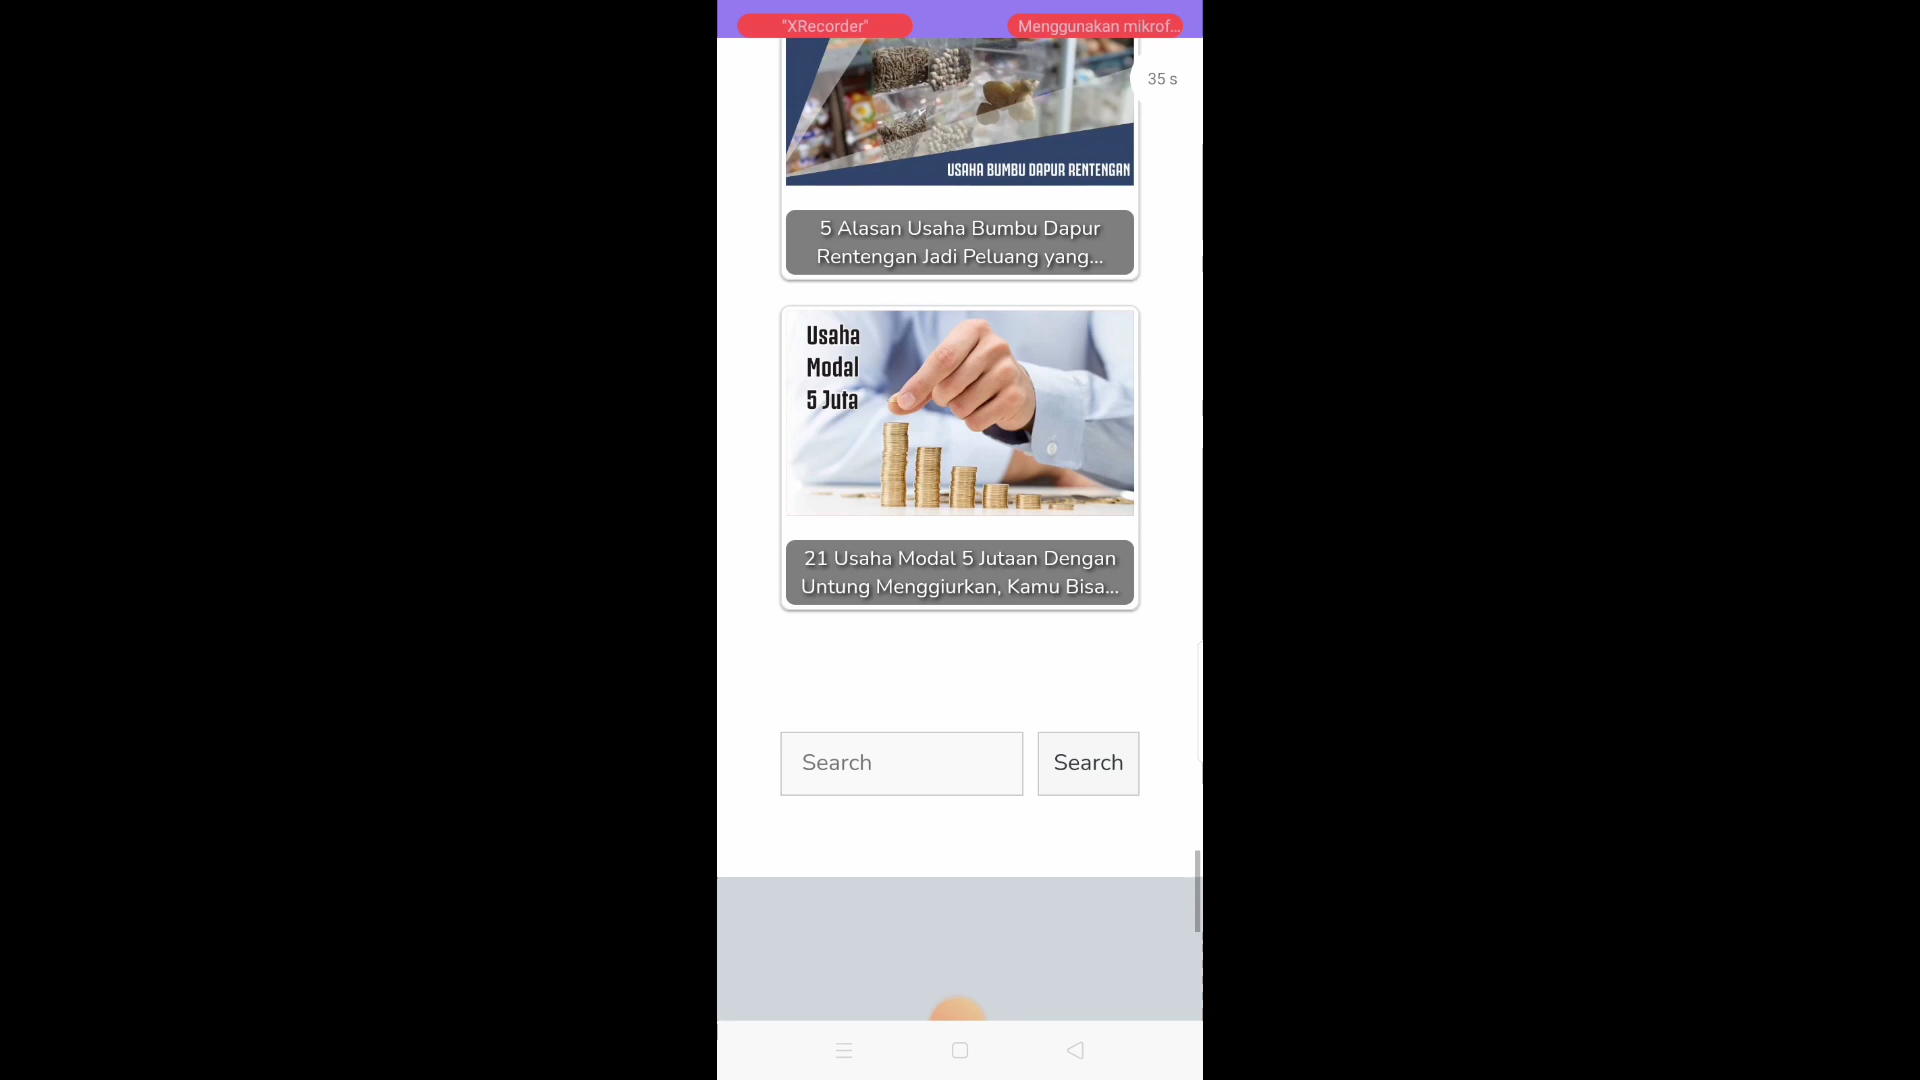 "XRecorder"
Menggunakan mikrof...
35 s
USAHA BUMBU DAPUR RENTENGAN
5 Alasan Usaha Bumbu Dapur
Rentengan Jadi Peluang yang...
Usaha
Modal
5 Juta
21 Usaha Modal 5 Jutaan Dengan
Untung Menggiurkan, Kamu Bisa...
Search
Search